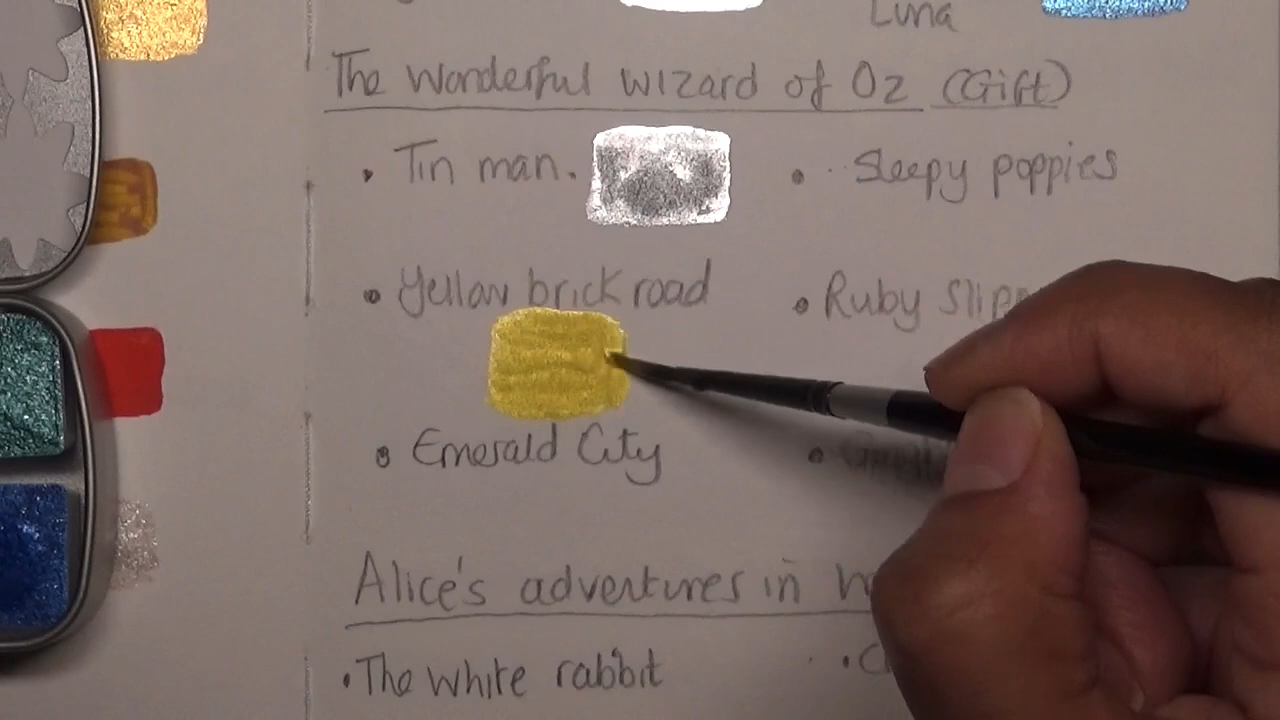 Luna
The Wonderful Wizard of Oz (Gift)
• Tin man. • Sleepy poppies
• Yellow brick road • Ruby
• Emerald City
Alice's adventures in
• The white rabbit